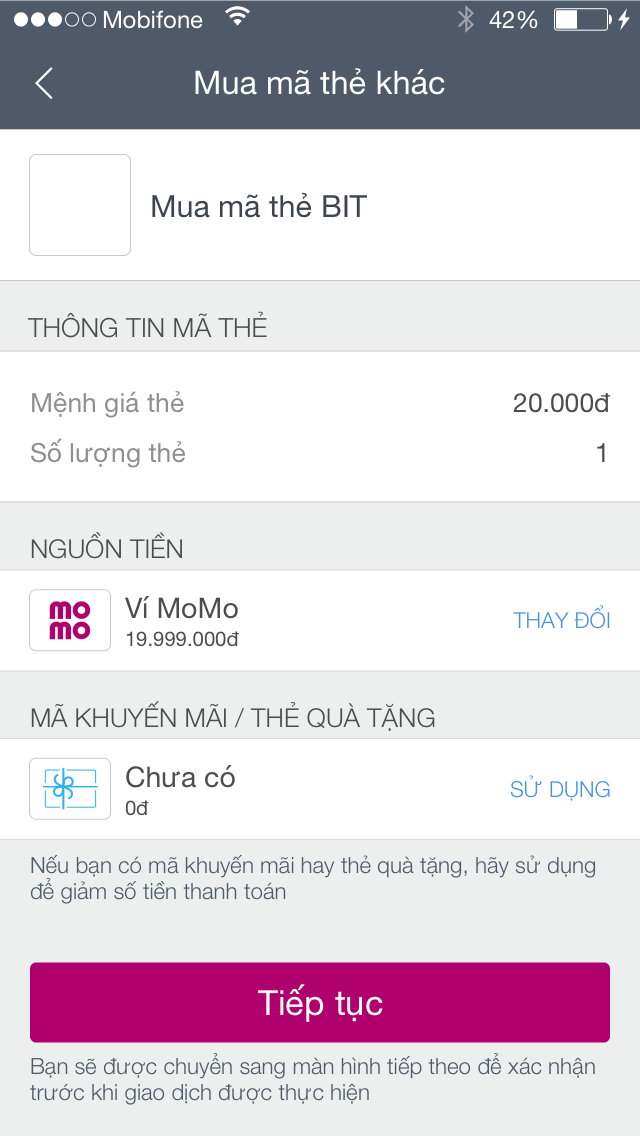 Mobifone 42%
Mua mã thẻ khác
Mua mã thẻ BIT
THÔNG TIN MÃ THẺ
Mệnh giá thẻ 20.000đ
Số lượng thẻ 1
NGUỒN TIỀN
mo
mo
Ví MoMo
19.999.000đ
THAY ĐỔI
MÃ KHUYẾN MÃI / THẺ QUÀ TẶNG
Chưa có
0đ
SỬ DỤNG
Nếu bạn có mã khuyến mãi hay thẻ quà tặng, hãy sử dụng
để giảm số tiền thanh toán
Tiếp tục
Bạn sẽ được chuyển sang màn hình tiếp theo để xác nhận
trước khi giao dịch được thực hiện